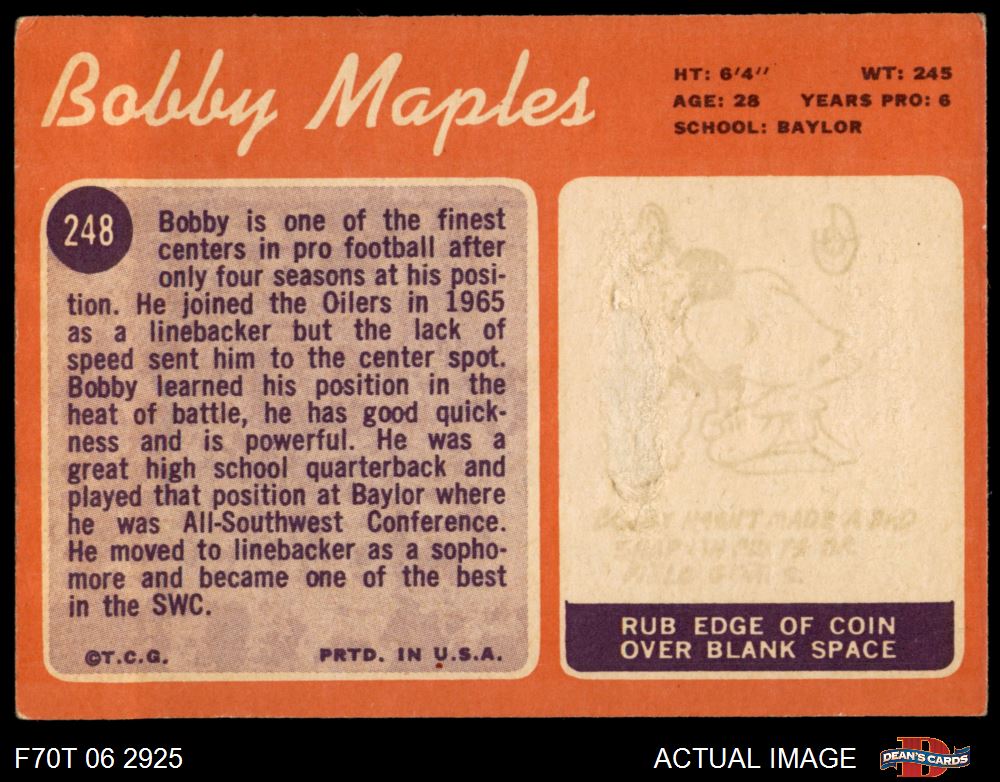 Bobby Maples
HT: 6'4" WT: 245
AGE: 28 YEARS PRO: 6
SCHOOL: BAYLOR
248
Bobby is one of the finest
centers in pro football after
only four seasons at his posi-
tion. He joined the Oilers in 1965
as a linebacker but the lack of
speed sent him to the center spot.
Bobby learned his position in the
heat of battle, he has good quick-
ness and is powerful. He was a
great high school quarterback and
played that position at Baylor where
he was All-Southwest Conference.
He moved to linebacker as a sopho-
more and became one of the best
in the SWC.
©T.C.G. PRTD. IN U.S.A.
MADE A BAD
RUB EDGE OF COIN
OVER BLANK SPACE
F70T 06 2925
ACTUAL IMAGE
DEAN'S CARDS